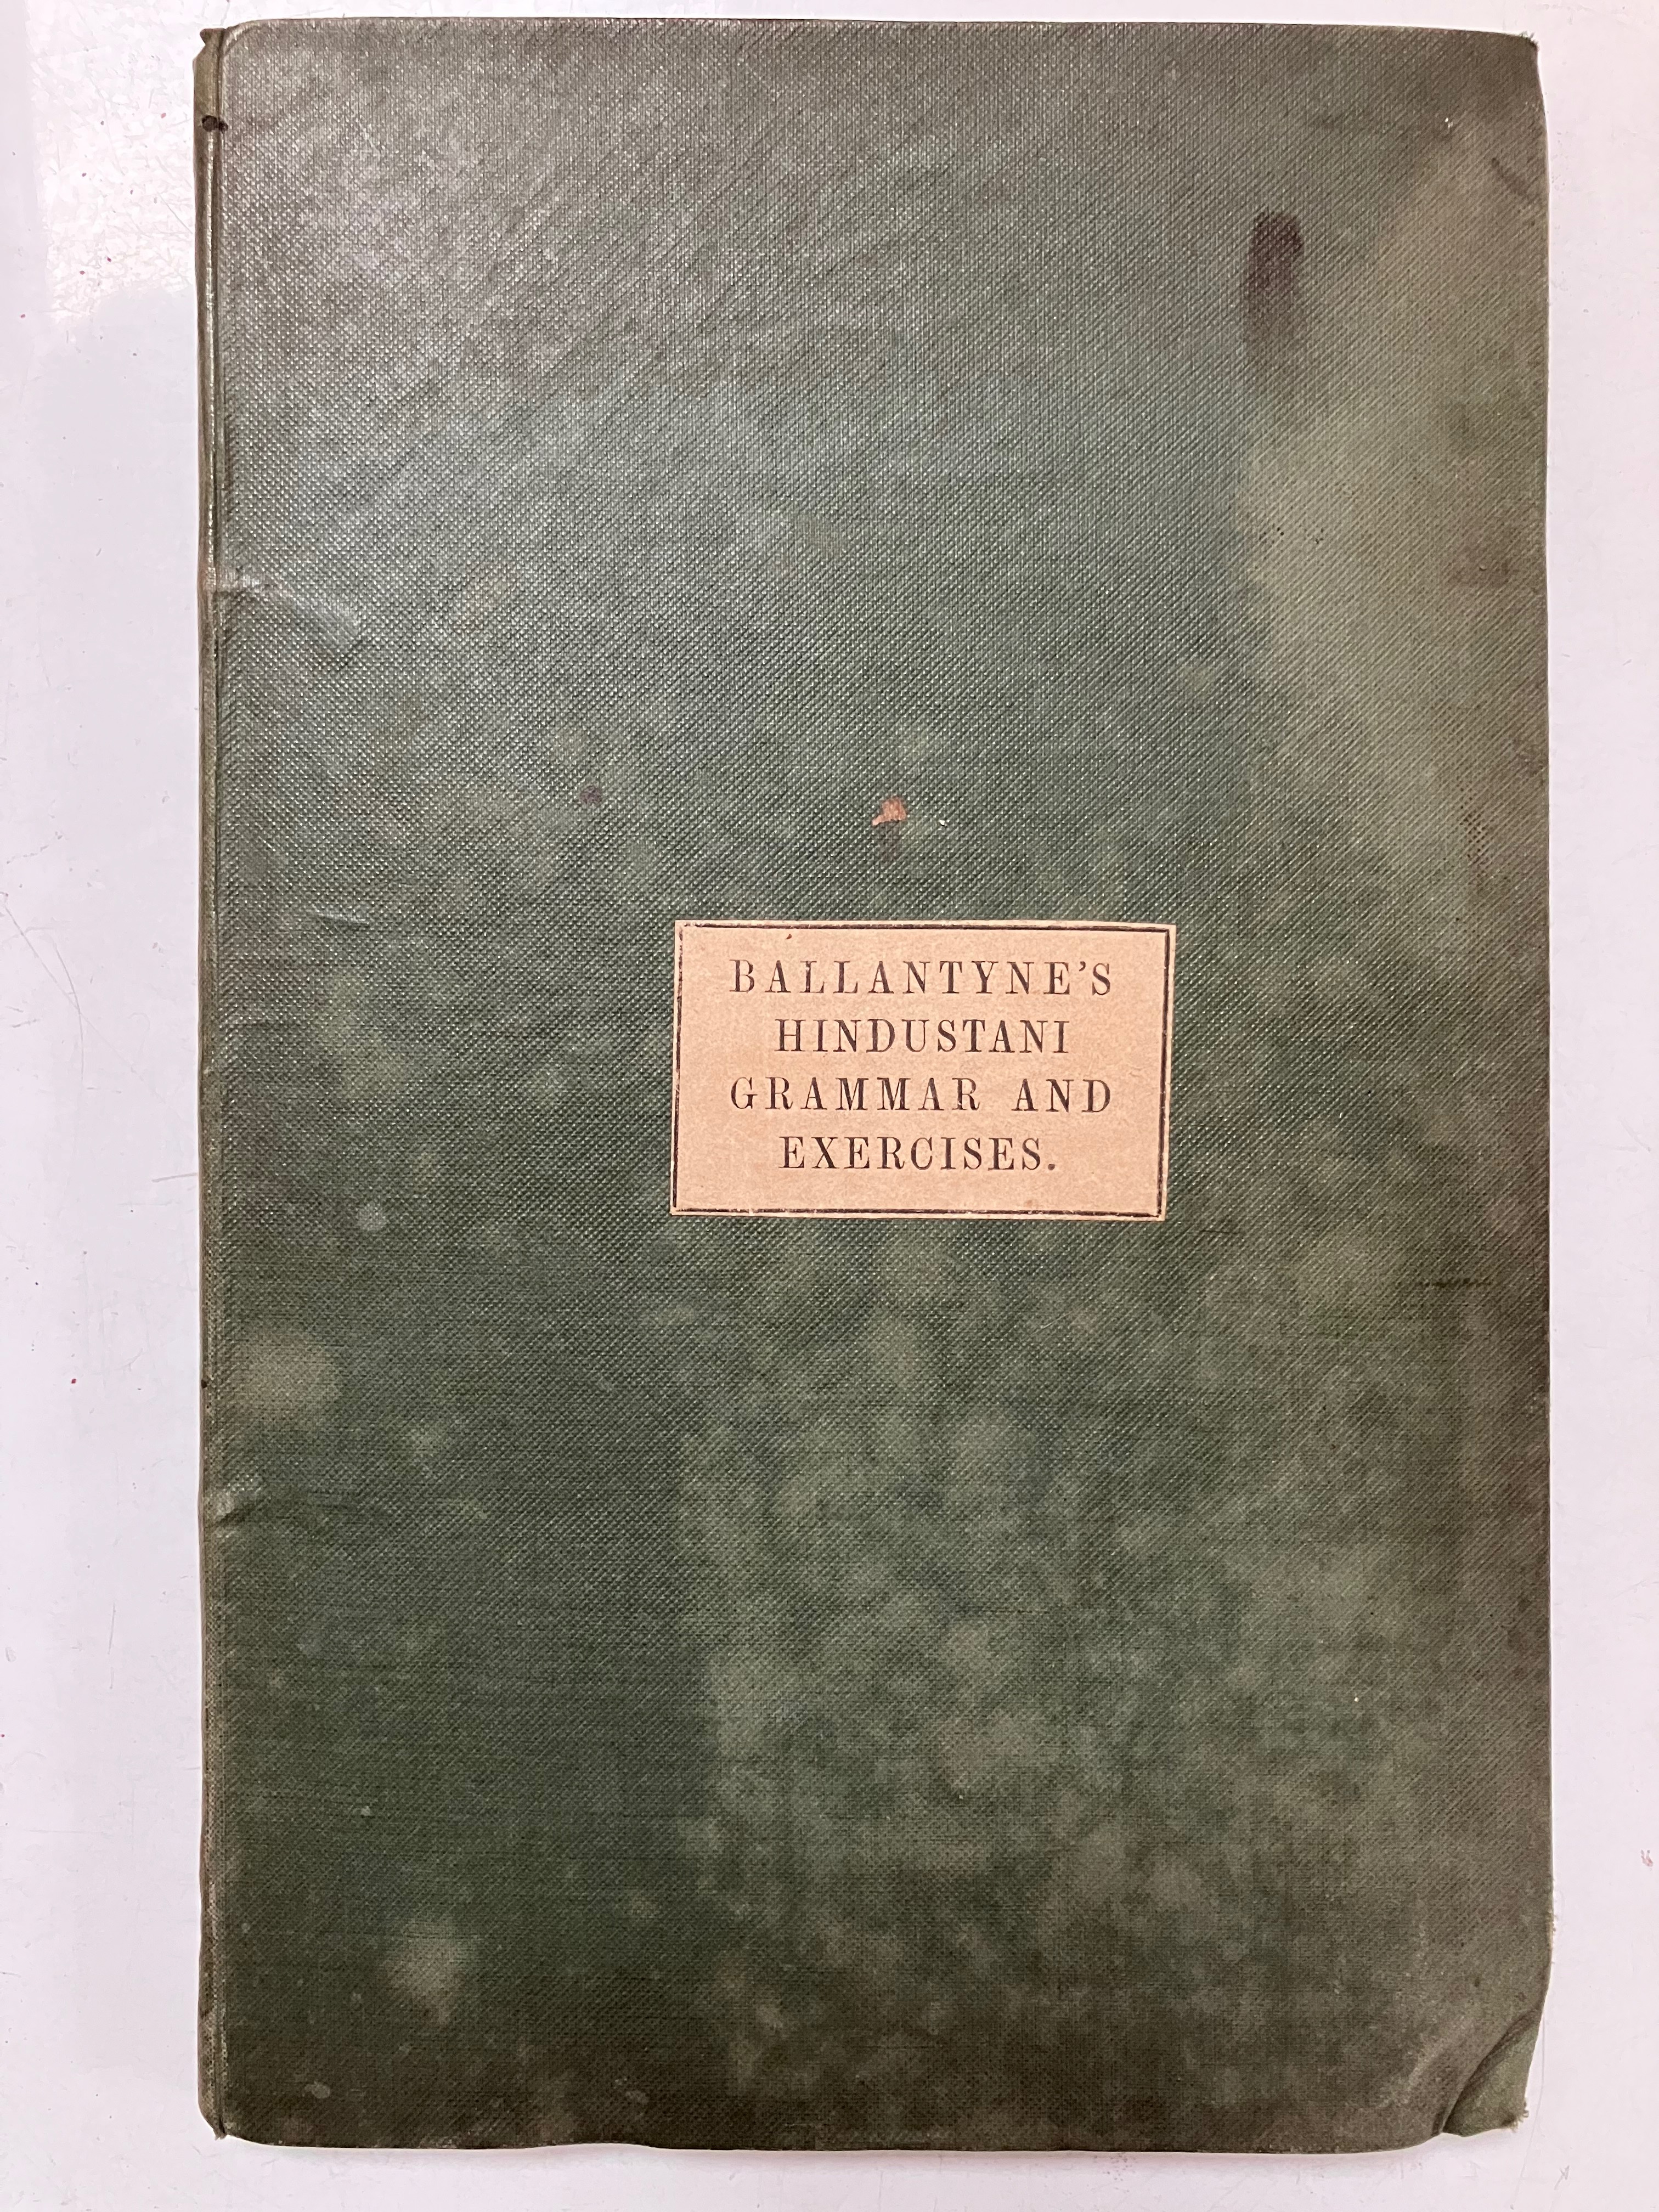 BALLANTYNE'S
HINDUSTANI
GRAMMAR AND
EXERCISES.